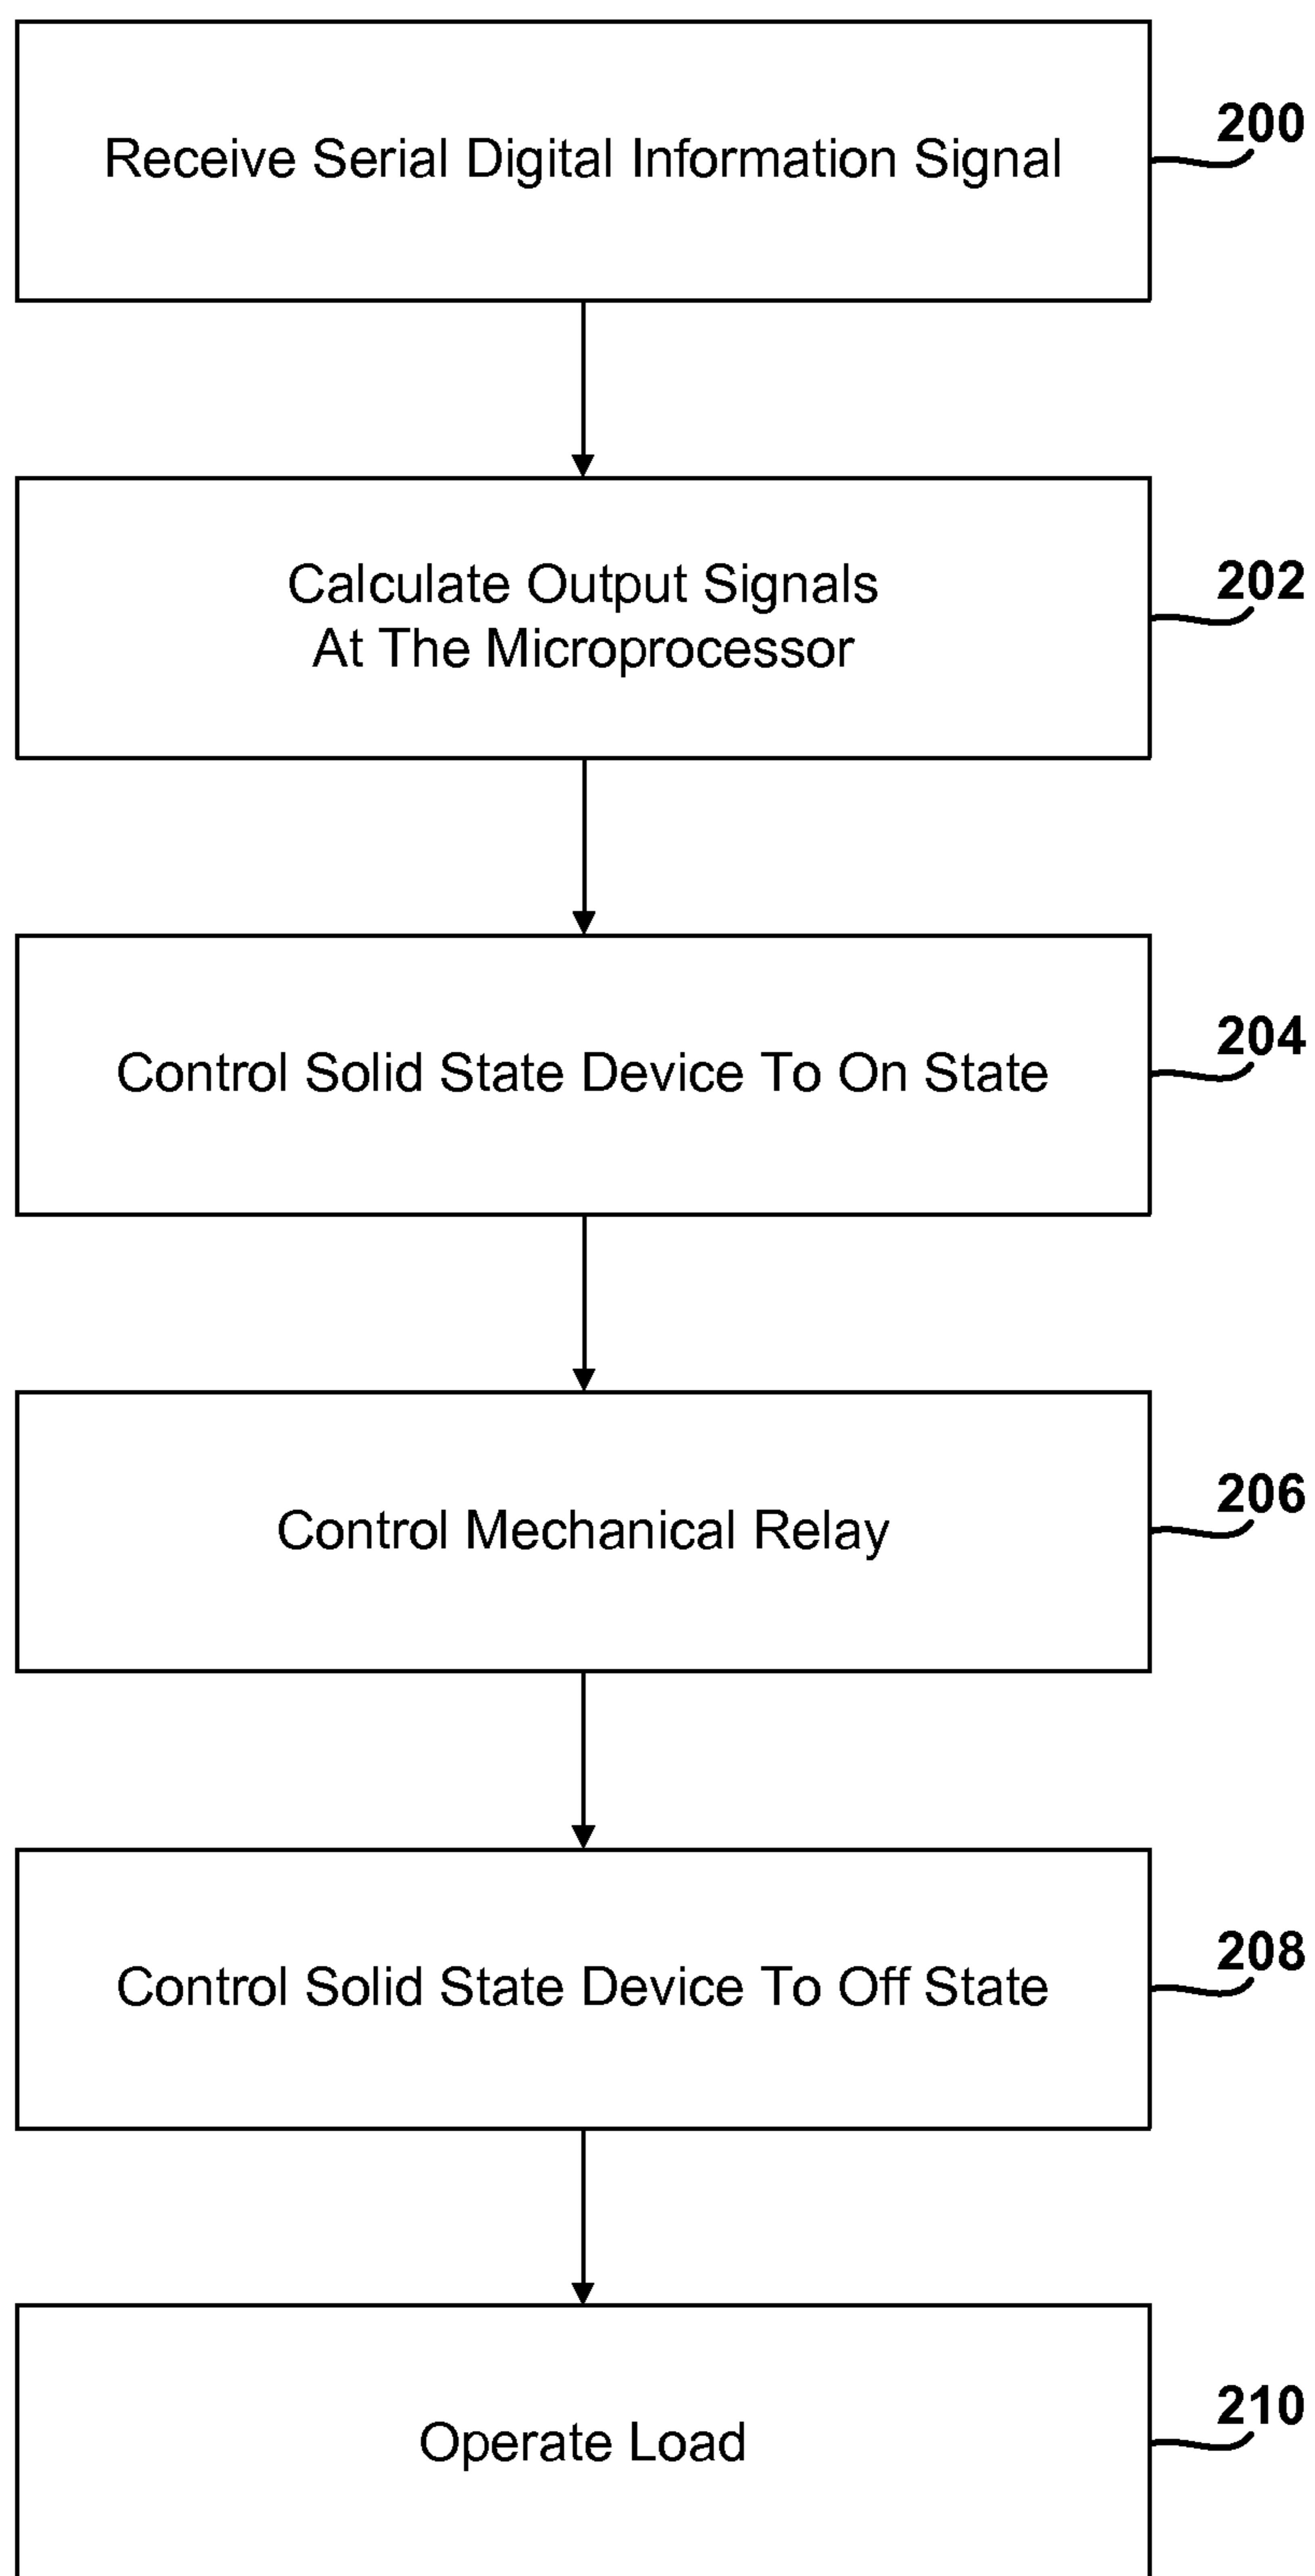 Receive Serial Digital Information Signal
200
Calculate Output Signals
At The Microprocessor
202
Control Solid State Device To On State
204
Control Mechanical Relay
206
Control Solid State Device To Off State
208
Operate Load
210